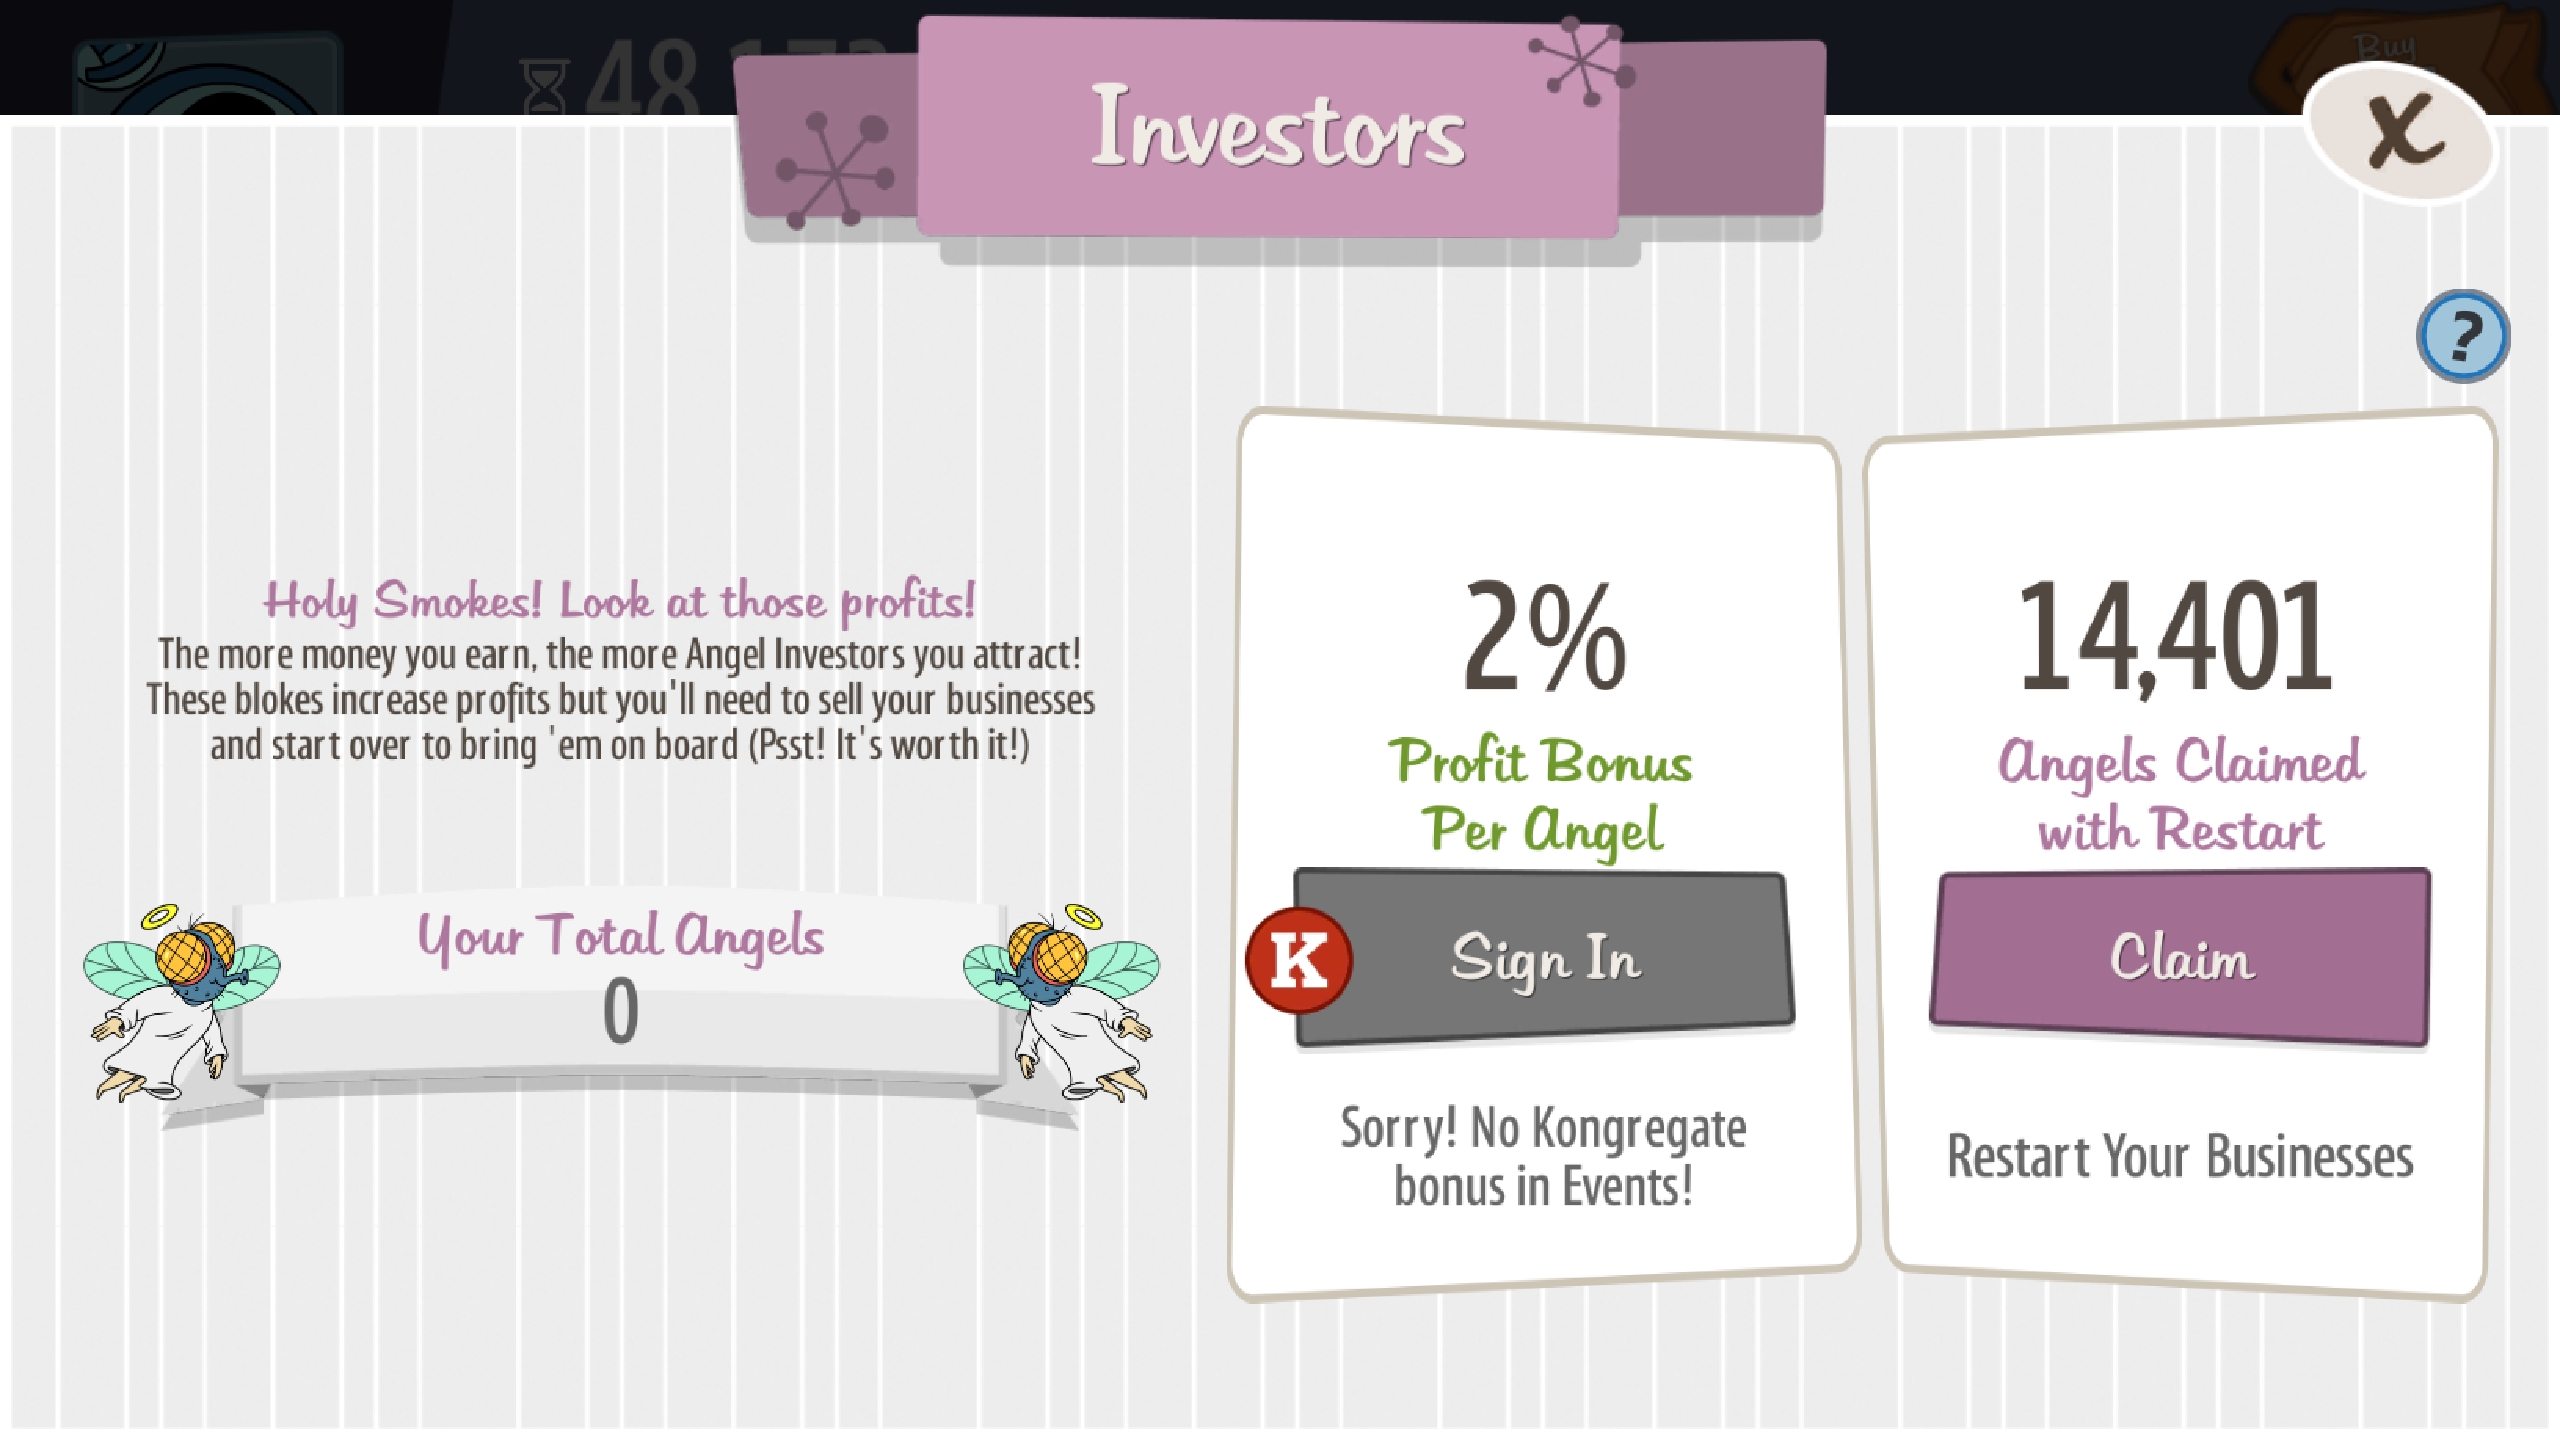 48
Buy
Investors
X
?
Holy Smokes! Look at those profits!
The more money you earn, the more Angel Investors you attract!
These blokes increase profits but you'll need to sell your businesses
and start over to bring 'em on board (Psst! It's worth it!)
Your Total Angels
0
2%
Profit Bonus
Per Angel
K
Sign In
Sorry! No Kongregate
bonus in Events!
14,401
Angels Claimed
with Restart
Claim
Restart Your Businesses